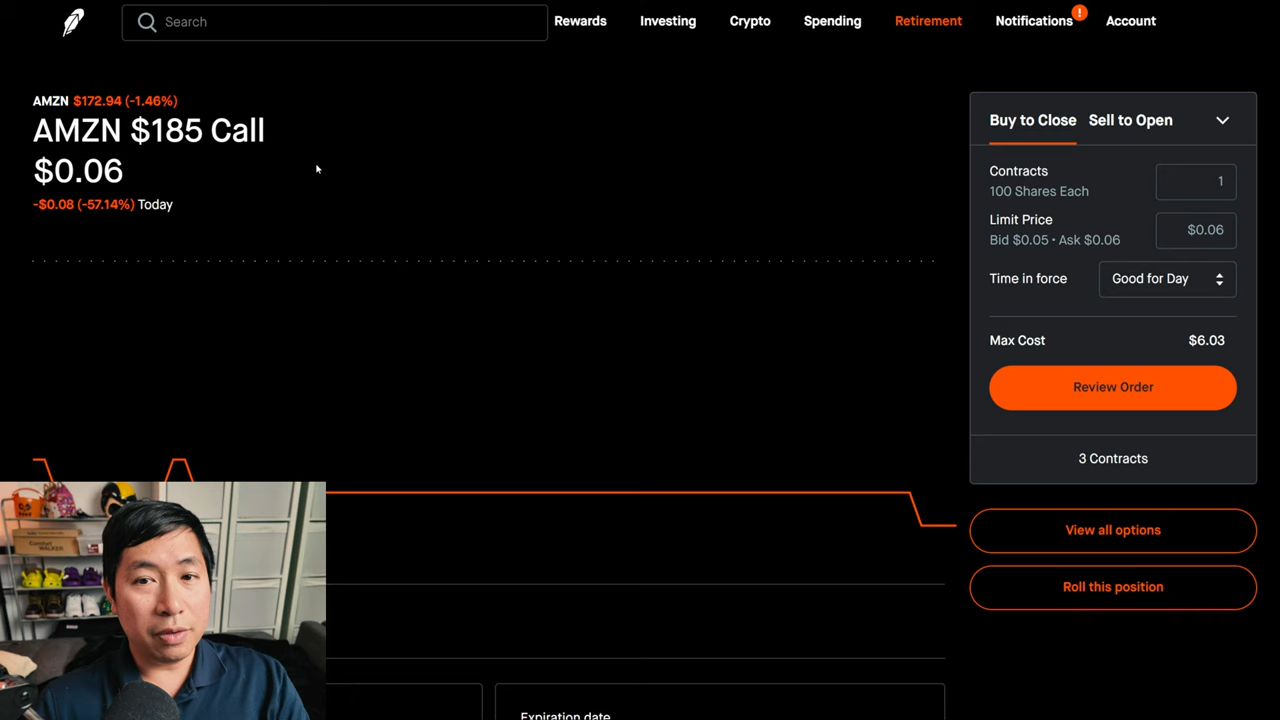 Search
Rewards
Investing
Crypto
Spending
Retirement
Notifications
!
Account
AMZN $172.94 (-1.46%)
AMZN $185 Call
$0.06
-$0.08 (-57.14%) Today
Buy to Close
Sell to Open
Contracts
100 Shares Each
1
Limit Price
Bid $0.05 • Ask $0.06
$0.06
Time in force
Good for Day
Max Cost
$6.03
Review Order
3 Contracts
View all options
Roll this position
Expiration date